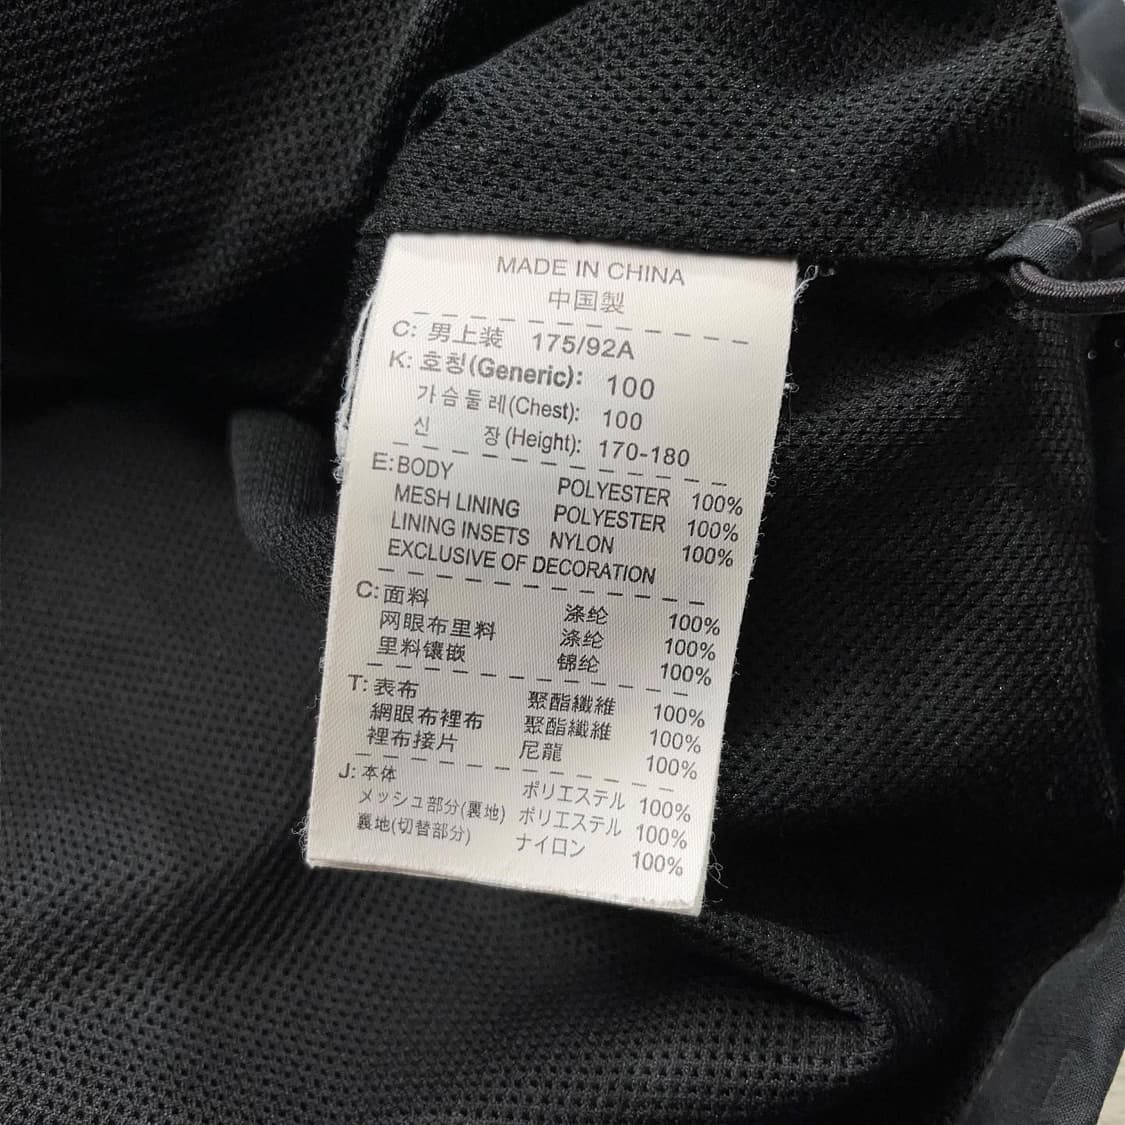 MADE IN CHINA
中国製
C: 男上装 175/92A
K: 호칭(Generic): 100
가슴둘레(Chest): 100
신 장(Height): 170-180
E: BODY POLYESTER 100%
MESH LINING POLYESTER 100%
LINING INSETS NYLON 100%
EXCLUSIVE OF DECORATION
C: 面料 涤纶 100%
网眼布里料 涤纶 100%
里料镶嵌 锦纶 100%
T: 表布 聚酯纖維 100%
網眼布裡布 聚酯纖維 100%
裡布接片 尼龍 100%
J: 本体 ポリエステル 100%
メッシュ部分(裏地) ポリエステル 100%
裏地(切替部分) ナイロン 100%